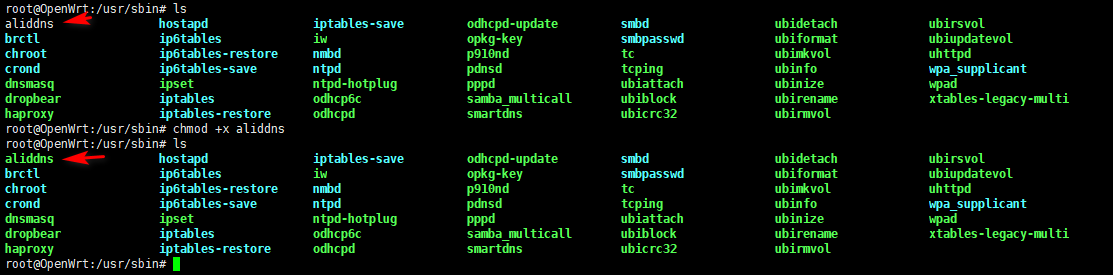 root@OpenWrt:/usr/sbin# ls
aliddns hostapd iptables-save odhcpd-update smbd ubidetach ubirsvol
brctl ip6tables iw opkg-key smbpasswd ubiformat ubiupdatevol
chroot ip6tables-restore nmbd p910nd tc ubimkvol uhttpd
crond ip6tables-save ntpd pdnsd tcping ubinfo wpa_supplicant
dnsmasq ipset ntpd-hotplug pppd ubiattach ubinize wpad
dropbear iptables odhcp6c samba_multicall ubiblock ubirename xtables-legacy-multi
haproxy iptables-restore odhcpd smartdns ubicrc32 ubirmvol
root@OpenWrt:/usr/sbin# chmod +x aliddns
root@OpenWrt:/usr/sbin# ls
aliddns hostapd iptables-save odhcpd-update smbd ubidetach ubirsvol
brctl ip6tables iw opkg-key smbpasswd ubiformat ubiupdatevol
chroot ip6tables-restore nmbd p910nd tc ubimkvol uhttpd
crond ip6tables-save ntpd pdnsd tcping ubinfo wpa_supplicant
dnsmasq ipset ntpd-hotplug pppd ubiattach ubinize wpad
dropbear iptables odhcp6c samba_multicall ubiblock ubirename xtables-legacy-multi
haproxy iptables-restore odhcpd smartdns ubicrc32 ubirmvol
root@OpenWrt:/usr/sbin#